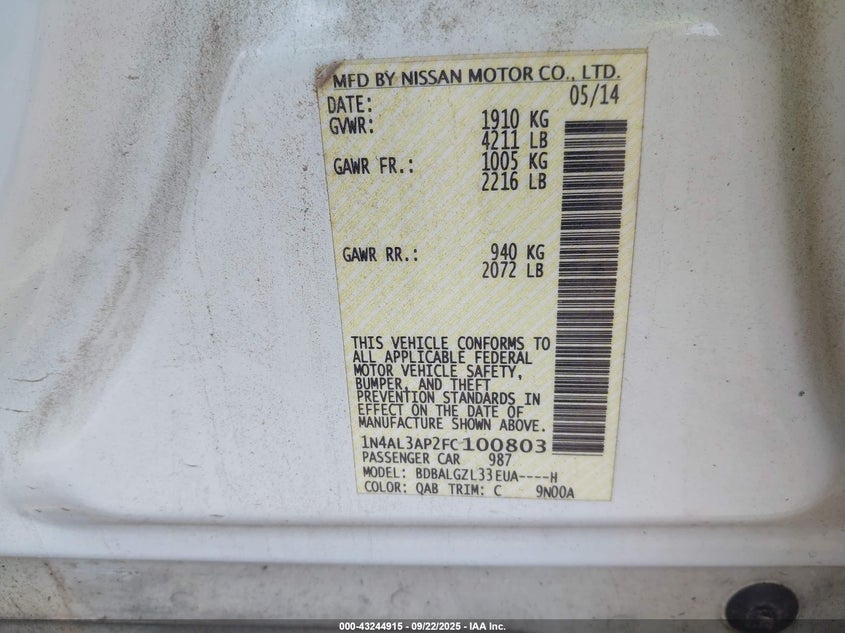 MFD BY NISSAN MOTOR CO., LTD.
DATE: 05/14
GVWR: 1910 KG
4211 LB
GAWR FR.: 1005 KG
2216 LB
GAWR RR.: 940 KG
2072 LB
THIS VEHICLE CONFORMS TO
ALL APPLICABLE FEDERAL
MOTOR VEHICLE SAFETY,
BUMPER, AND THEFT
PREVENTION STANDARDS IN
EFFECT ON THE DATE OF
MANUFACTURE SHOWN ABOVE.
1N4AL3AP2FC100803
PASSENGER CAR 987
MODEL: BDBALGZL33EUA----H
COLOR: QAB TRIM: C 9N00A
000-43244915 - 09/22/2025 - IAA Inc.